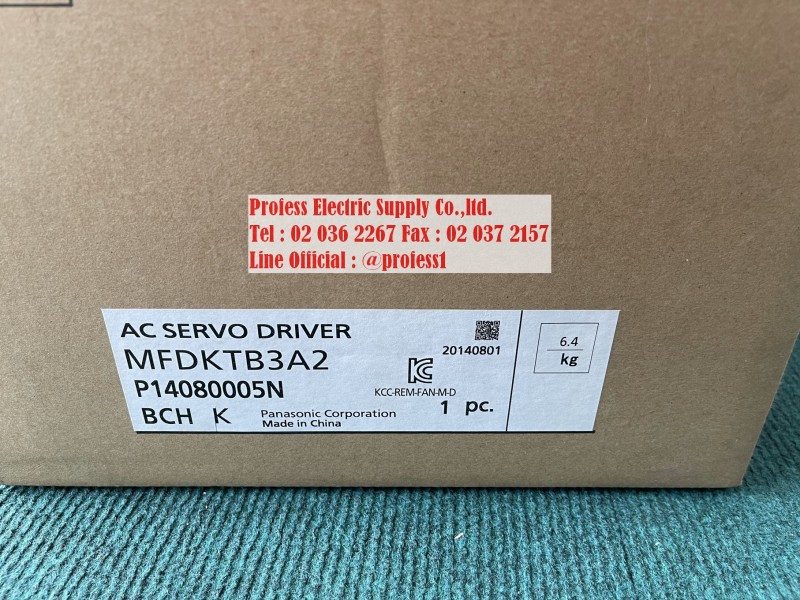 Profess Electric Supply Co.,ltd.
Tel : 02 036 2267 Fax : 02 037 2157
Line Official : @profess1
AC SERVO DRIVER
MFDKTB3A2
P14080005N
BCH K
Panasonic Corporation
Made in China
20140801
KCC-REM-FAN-M-D
1 pc.
6.4
kg